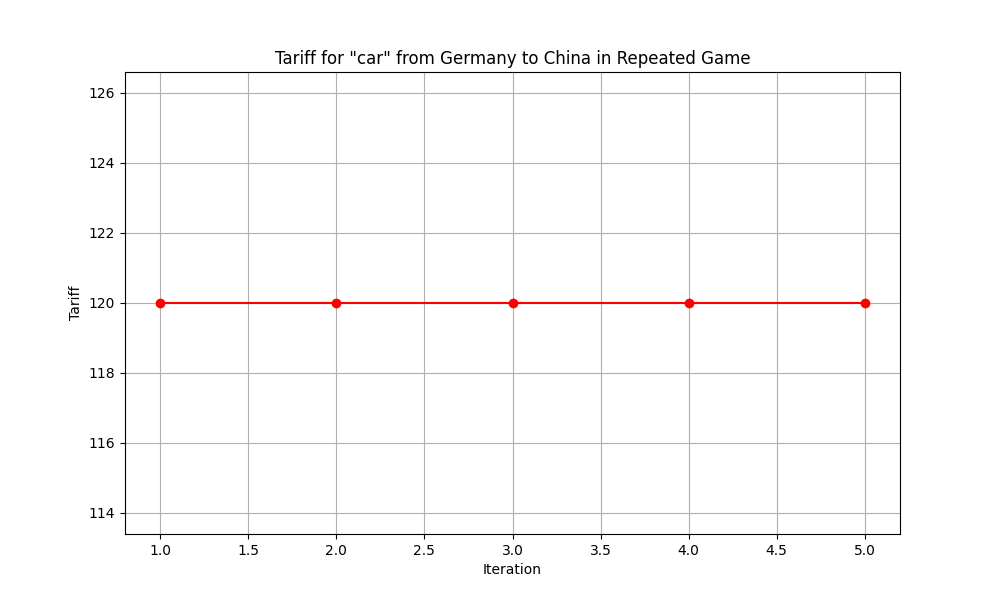 Tariff for "car" from Germany to China in Repeated Game
126
124
122
120
118
116
114
Tariff
1.0 1.5 2.0 2.5 3.0 3.5 4.0 4.5 5.0
Iteration